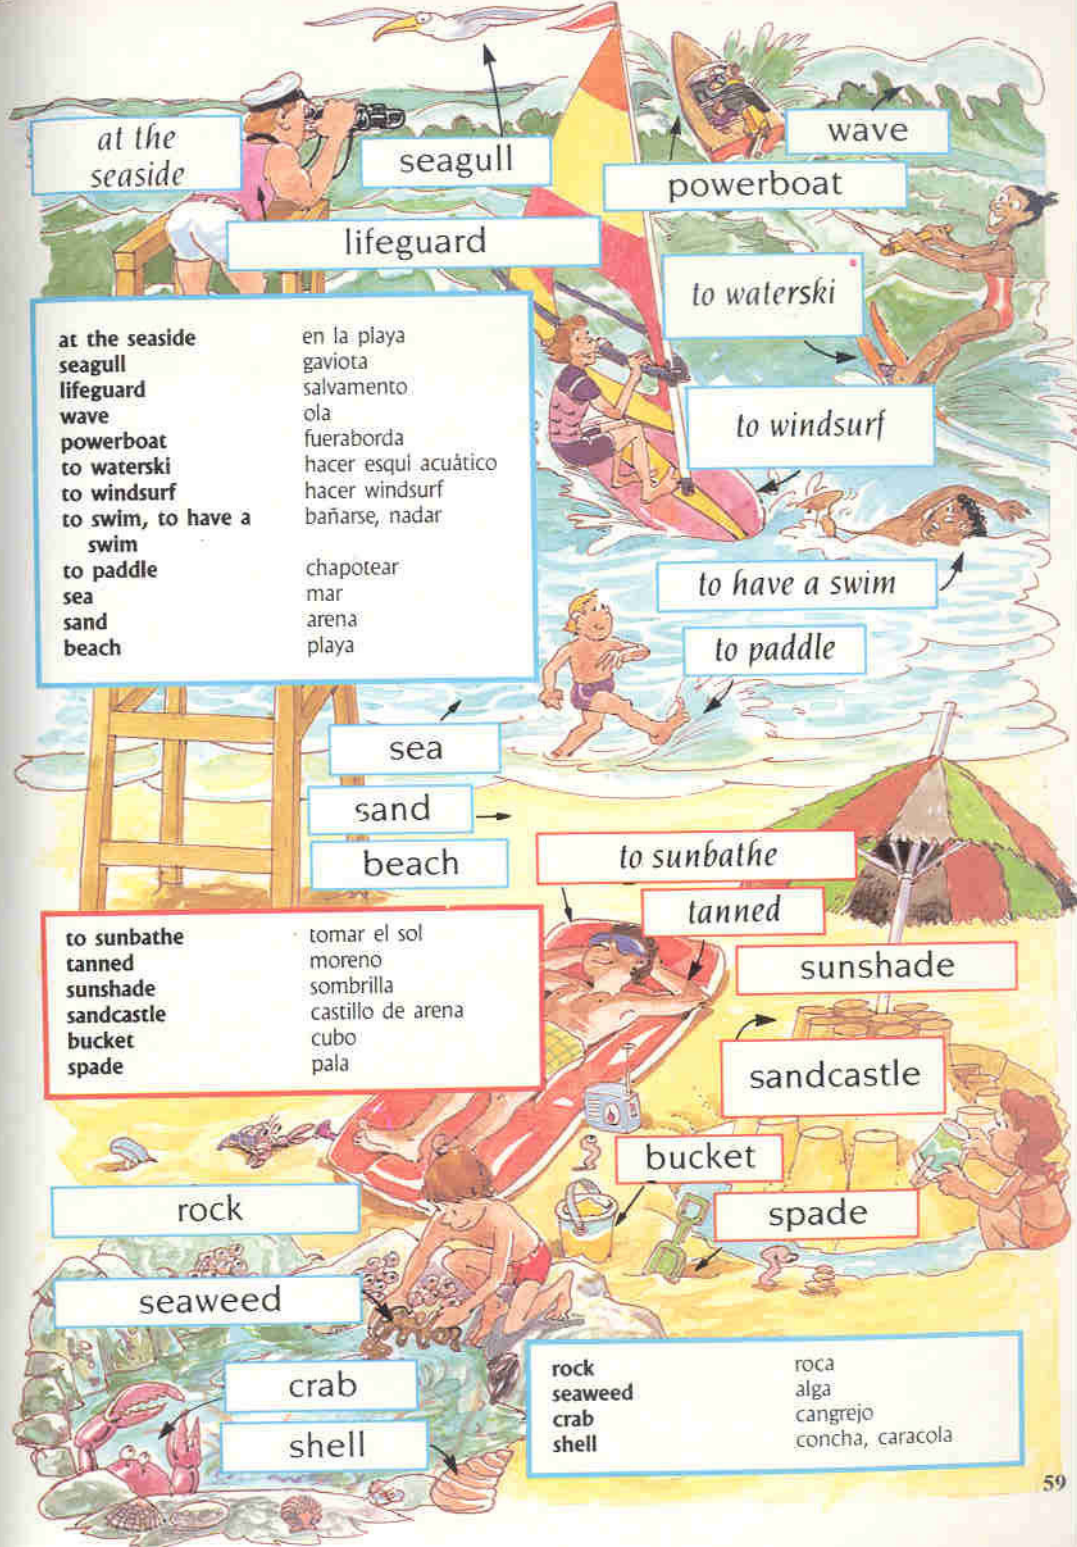 at the
seaside
seagull
wave
powerboat
lifeguard
to waterski
at the seaside en la playa
seagull gaviota
lifeguard salvamento
wave ola
powerboat fueraborda
to waterski hacer esquí acuático
to windsurf hacer windsurf
to swim, to have a bañarse, nadar
swim
to paddle chapotear
sea mar
sand arena
beach playa
to windsurf
to have a swim
to paddle
sea
sand
beach
to sunbathe
tanned
sunshade
to sunbathe tomar el sol
tanned moreno
sunshade sombrilla
sandcastle castillo de arena
bucket cubo
spade pala
sandcastle
bucket
spade
rock
seaweed
crab
shell
rock roca
seaweed alga
crab cangrejo
shell concha, caracola
59